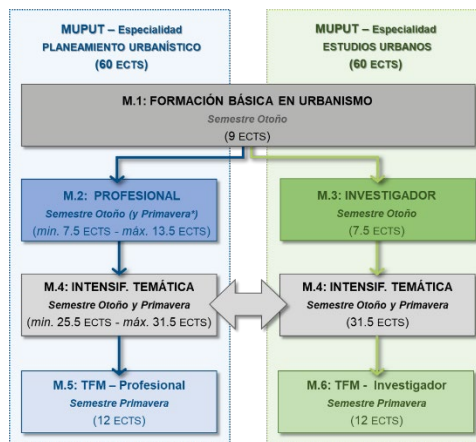 MUPUT – Especialidad
PLANEAMIENTO URBANÍSTICO
(60 ECTS)
MUPUT – Especialidad
ESTUDIOS URBANOS
(60 ECTS)
M.1: FORMACIÓN BÁSICA EN URBANISMO
Semestre Otoño
(9 ECTS)
M.2: PROFESIONAL
Semestre Otoño (y Primavera*)
(min. 7.5 ECTS - máx. 13.5 ECTS)
M.3: INVESTIGADOR
Semestre Otoño
(7.5 ECTS)
M.4: INTENSIF. TEMÁTICA
Semestre Otoño y Primavera
(min. 25.5 ECTS - máx. 31.5 ECTS)
M.4: INTENSIF. TEMÁTICA
Semestre Otoño y Primavera
(31.5 ECTS)
M.5: TFM – Profesional
Semestre Primavera
(12 ECTS)
M.6: TFM - Investigador
Semestre Primavera
(12 ECTS)